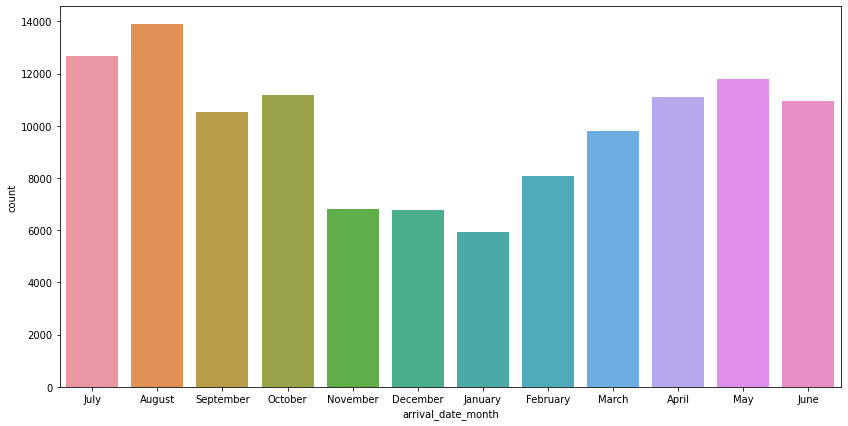 14000
12000
10000
8000
6000
4000
2000
0
count
July August September October November December January February March April May June
arrival_date_month